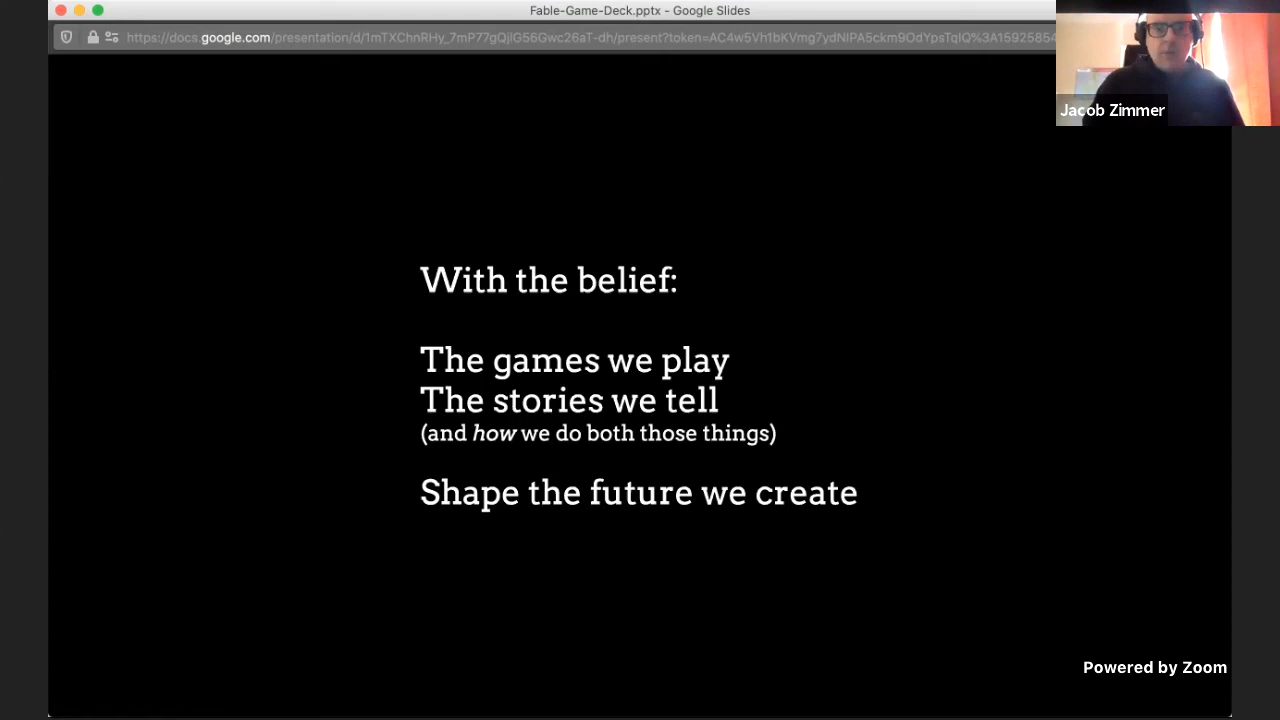 Fable-Game-Deck.pptx - Google Slides
Jacob Zimmer
With the belief:
The games we play
The stories we tell
(and how we do both those things)
Shape the future we create
Powered by Zoom